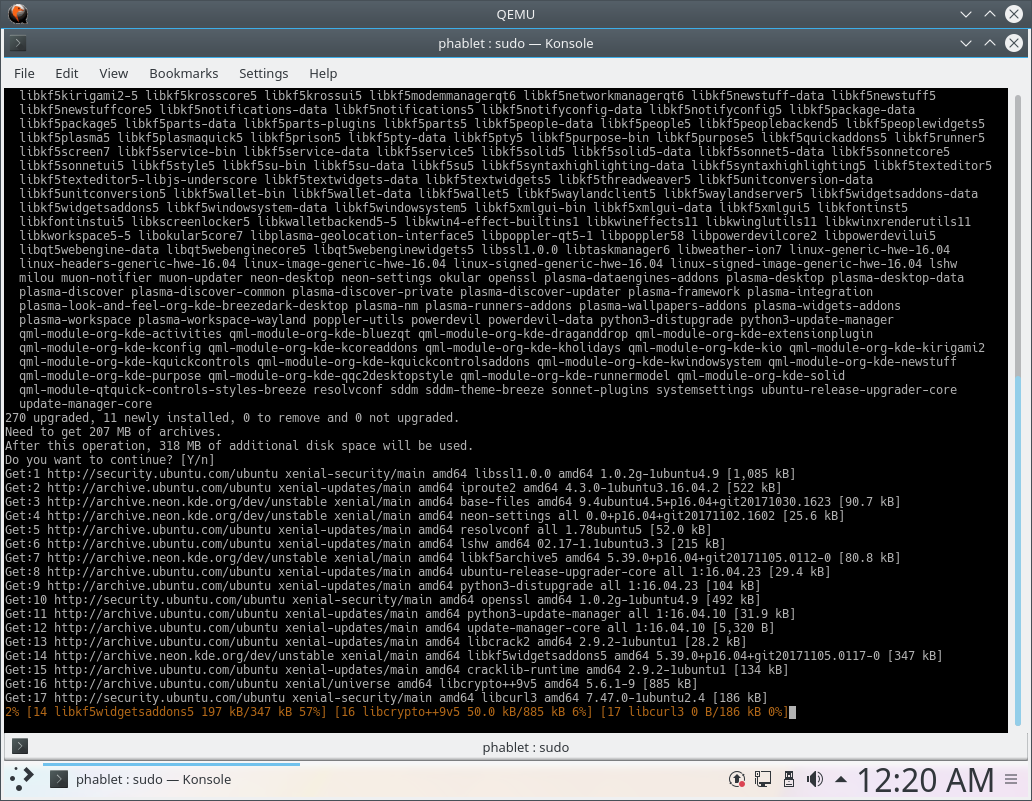 QEMU
phablet : sudo — Konsole
File Edit View Bookmarks Settings Help
libkf5kirigami2-5 libkf5krosscore5 libkf5krossui5 libkf5modemmanagerqt6 libkf5networkmanagerqt6 libkf5newstuff-data libkf5newstuff5
libkf5newstuffcore5 libkf5notifications-data libkf5notifications5 libkf5notifyconfig-data libkf5notifyconfig5 libkf5package-data
libkf5package5 libkf5parts-data libkf5parts-plugins libkf5parts5 libkf5people-data libkf5people5 libkf5peoplebackend5 libkf5peoplewidgets5
libkf5plasma5 libkf5plasmaquick5 libkf5prison5 libkf5pty-data libkf5pty5 libkf5purpose-bin libkf5purpose5 libkf5quickaddons5 libkf5runner5
libkf5screen7 libkf5service-bin libkf5service-data libkf5service5 libkf5solid5 libkf5solid5-data libkf5sonnet5-data libkf5sonnetcore5
libkf5sonnetui5 libkf5style5 libkf5su-bin libkf5su-data libkf5su5 libkf5syntaxhighlighting-data libkf5syntaxhighlighting5 libkf5texteditor5
libkf5texteditor5-libjs-underscore libkf5textwidgets-data libkf5textwidgets5 libkf5threadweaver5 libkf5unitconversion-data
libkf5unitconversion5 libkf5wallet-bin libkf5wallet-data libkf5wallet5 libkf5waylandclient5 libkf5waylandserver5 libkf5widgetsaddons-data
libkf5widgetsaddons5 libkf5windowsystem-data libkf5windowsystem5 libkf5xmlgui-bin libkf5xmlgui-data libkf5xmlgui5 libkfontinst5
libkfontinstui5 libkscreenlocker5 libkwalletbackend5-5 libkwin4-effect-builtins1 libkwineffects11 libkwinglutils11 libkwinxrenderutils11
libkworkspace5-5 libokular5core7 libplasma-geolocation-interface5 libpoppler-qt5-1 libpoppler58 libpowerdevilcore2 libpowerdevilui5
libqt5webengine-data libqt5webenginecore5 libqt5webenginewidgets5 libssl1.0.0 libtaskmanager6 libweather-ion7 linux-generic-hwe-16.04
linux-headers-generic-hwe-16.04 linux-image-generic-hwe-16.04 linux-signed-generic-hwe-16.04 linux-signed-image-generic-hwe-16.04 lshw
milou muon-notifier muon-updater neon-desktop neon-settings okular openssl plasma-dataengines-addons plasma-desktop plasma-desktop-data
plasma-discover plasma-discover-common plasma-discover-private plasma-discover-updater plasma-framework plasma-integration
plasma-look-and-feel-org-kde-breezedark-desktop plasma-nm plasma-runners-addons plasma-wallpapers-addons plasma-widgets-addons
plasma-workspace plasma-workspace-wayland poppler-utils powerdevil powerdevil-data python3-distupgrade python3-update-manager
qml-module-org-kde-activities qml-module-org-kde-bluezqt qml-module-org-kde-draganddrop qml-module-org-kde-extensionplugin
qml-module-org-kde-kconfig qml-module-org-kde-kcoreaddons qml-module-org-kde-kholidays qml-module-org-kde-kio qml-module-org-kde-kirigami2
qml-module-org-kde-kquickcontrols qml-module-org-kde-kquickcontrolsaddons qml-module-org-kde-kwindowsystem qml-module-org-kde-newstuff
qml-module-org-kde-purpose qml-module-org-kde-qqc2desktopstyle qml-module-org-kde-runnermodel qml-module-org-kde-solid
qml-module-qtquick-controls-styles-breeze resolvconf sddm sddm-theme-breeze sonnet-plugins systemsettings ubuntu-release-upgrader-core
update-manager-core
270 upgraded, 11 newly installed, 0 to remove and 0 not upgraded.
Need to get 207 MB of archives.
After this operation, 318 MB of additional disk space will be used.
Do you want to continue? [Y/n]
Get:1 http://security.ubuntu.com/ubuntu xenial-security/main amd64 libssl1.0.0 amd64 1.0.2g-1ubuntu4.9 [1,085 kB]
Get:2 http://archive.ubuntu.com/ubuntu xenial-updates/main amd64 iproute2 amd64 4.3.0-1ubuntu3.16.04.2 [522 kB]
Get:3 http://archive.neon.kde.org/dev/unstable xenial/main amd64 base-files amd64 9.4ubuntu4.5+p16.04+git20171030.1623 [90.7 kB]
Get:4 http://archive.neon.kde.org/dev/unstable xenial/main amd64 neon-settings all 0.0+p16.04+git20171102.1602 [25.6 kB]
Get:5 http://archive.ubuntu.com/ubuntu xenial-updates/main amd64 resolvconf all 1.78ubuntu5 [52.0 kB]
Get:6 http://archive.ubuntu.com/ubuntu xenial-updates/main amd64 lshw amd64 02.17-1.1ubuntu3.3 [215 kB]
Get:7 http://archive.neon.kde.org/dev/unstable xenial/main amd64 libkf5archive5 amd64 5.39.0+p16.04+git20171105.0112-0 [80.8 kB]
Get:8 http://archive.ubuntu.com/ubuntu xenial-updates/main amd64 ubuntu-release-upgrader-core all 1:16.04.23 [29.4 kB]
Get:9 http://archive.ubuntu.com/ubuntu xenial-updates/main amd64 python3-distupgrade all 1:16.04.23 [104 kB]
Get:10 http://security.ubuntu.com/ubuntu xenial-security/main amd64 openssl amd64 1.0.2g-1ubuntu4.9 [492 kB]
Get:11 http://archive.ubuntu.com/ubuntu xenial-updates/main amd64 python3-update-manager all 1:16.04.10 [31.9 kB]
Get:12 http://archive.ubuntu.com/ubuntu xenial-updates/main amd64 update-manager-core all 1:16.04.10 [5,320 B]
Get:13 http://archive.ubuntu.com/ubuntu xenial-updates/main amd64 libcrack2 amd64 2.9.2-1ubuntu1 [28.2 kB]
Get:14 http://archive.neon.kde.org/dev/unstable xenial/main amd64 libkf5widgetsaddons5 amd64 5.39.0+p16.04+git20171105.0117-0 [347 kB]
Get:15 http://archive.ubuntu.com/ubuntu xenial-updates/main amd64 cracklib-runtime amd64 2.9.2-1ubuntu1 [134 kB]
Get:16 http://archive.ubuntu.com/ubuntu xenial/universe amd64 libcrypto++9v5 amd64 5.6.1-9 [885 kB]
Get:17 http://security.ubuntu.com/ubuntu xenial-security/main amd64 libcurl3 amd64 7.47.0-1ubuntu2.4 [186 kB]
2% [14 libkf5widgetsaddons5 197 kB/347 kB 57%] [16 libcrypto++9v5 50.0 kB/885 kB 6%] [17 libcurl3 0 B/186 kB 0%]
phablet : sudo
phablet : sudo — Konsole
12:20 AM